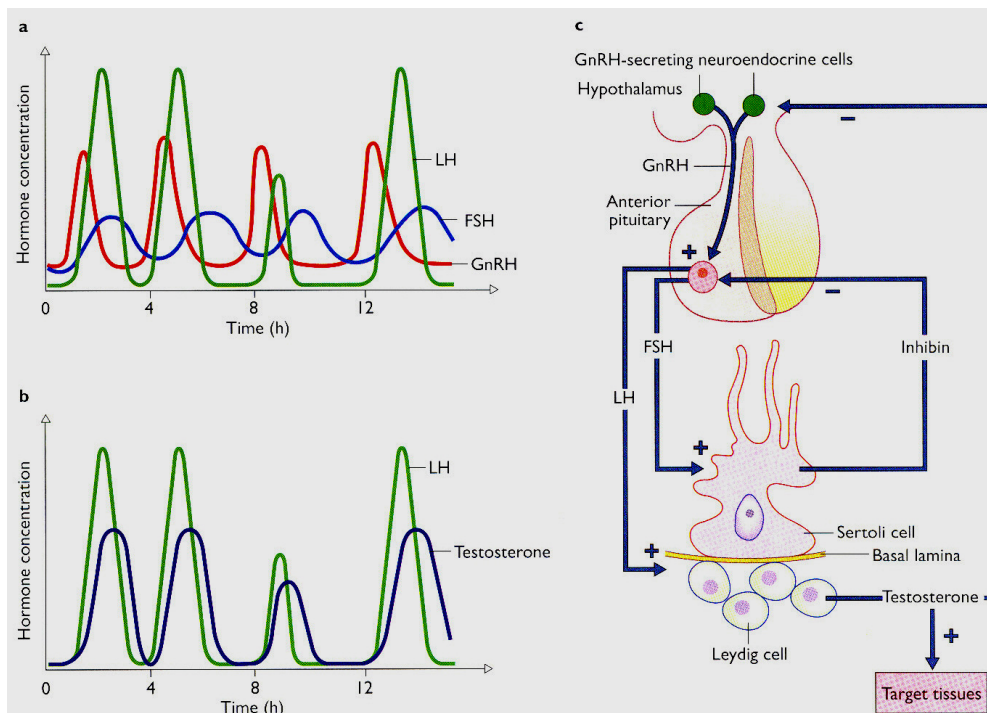 a
Hormone concentration
LH
FSH
GnRH
0
4
8
12
Time (h)
b
Hormone concentration
LH
Testosterone
0
4
8
12
Time (h)
c
GnRH-secreting neuroendocrine cells
Hypothalamus
–
GnRH
Anterior
pituitary
+
–
FSH
Inhibin
LH
+
Sertoli cell
+
Basal lamina
Testosterone
+
Leydig cell
Target tissues